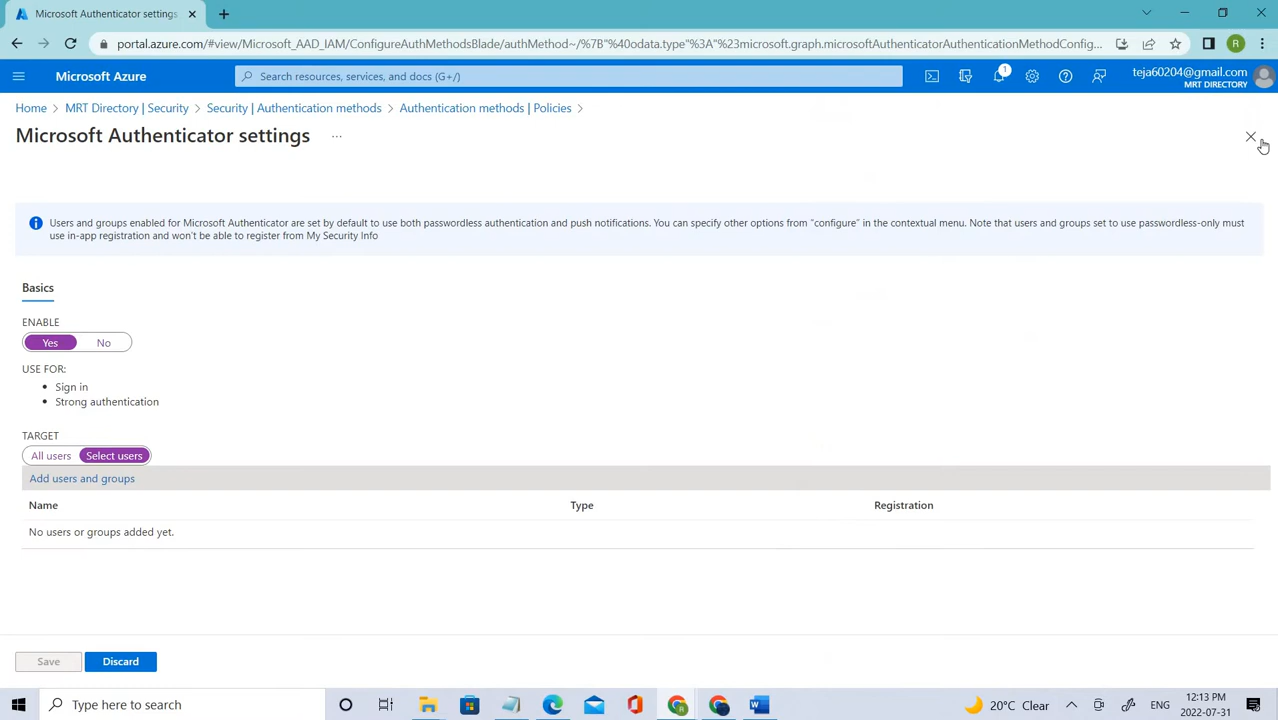 Microsoft Authenticator settings
portal.azure.com/#view/Microsoft_AAD_IAM/ConfigureAuthMethodsBlade/authMethod~/%7B"%40odata.type"%3A"%23microsoft.graph.microsoftAuthenticatorAuthenticationMethodConfig...
R
Microsoft Azure
Search resources, services, and docs (G+/)
1
teja60204@gmail.com
MRT DIRECTORY
Home > MRT Directory | Security > Security | Authentication methods > Authentication methods | Policies >
Microsoft Authenticator settings ...
Users and groups enabled for Microsoft Authenticator are set by default to use both passwordless authentication and push notifications. You can specify other options from "configure" in the contextual menu. Note that users and groups set to use passwordless-only must
use in-app registration and won't be able to register from My Security Info
Basics
ENABLE
Yes No
USE FOR:
• Sign in
• Strong authentication
TARGET
All users Select users
Add users and groups
Name Type Registration
No users or groups added yet.
Save Discard
Type here to search
20°C Clear
ENG
12:13 PM
2022-07-31